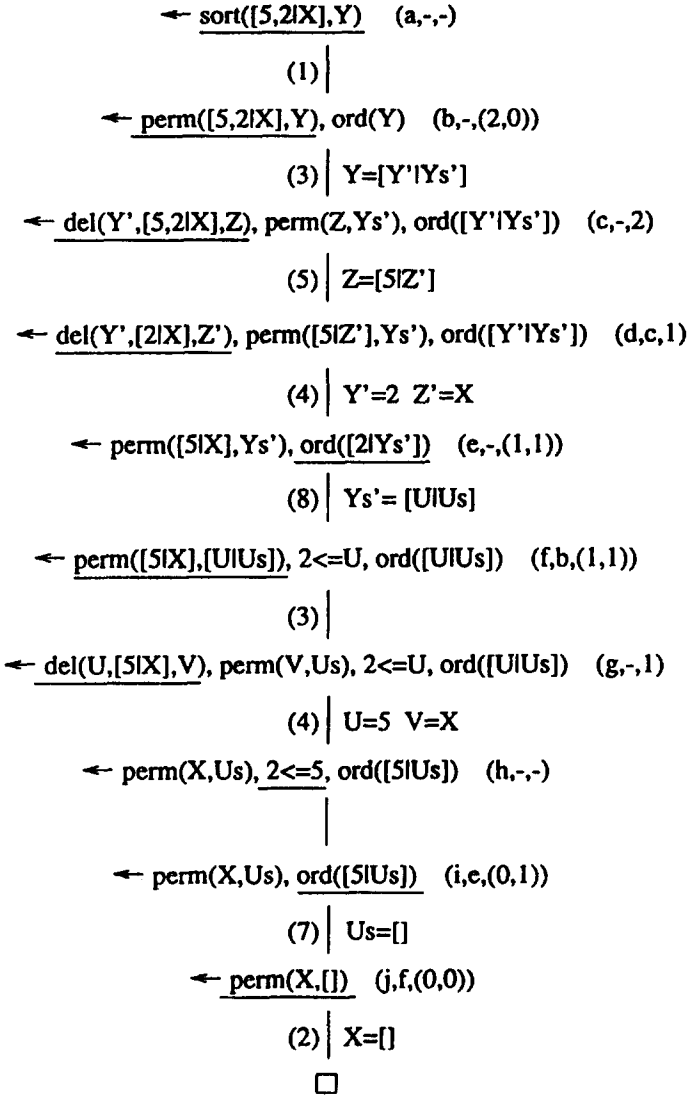 ← sort([5,2|X],Y) (a,-,-)
(1)
← perm([5,2|X],Y), ord(Y) (b,-,(2,0))
(3) Y=[Y'|Ys']
← del(Y',[5,2|X],Z), perm(Z,Ys'), ord([Y'|Ys']) (c,-,2)
(5) Z=[5|Z']
← del(Y',[2|X],Z'), perm([5|Z'],Ys'), ord([Y'|Ys']) (d,c,1)
(4) Y'=2 Z'=X
← perm([5|X],Ys'), ord([2|Ys']) (e,-,(1,1))
(8) Ys'= [U|Us]
← perm([5|X],[U|Us]), 2<=U, ord([U|Us]) (f,b,(1,1))
(3)
← del(U,[5|X],V), perm(V,Us), 2<=U, ord([U|Us]) (g,-,1)
(4) U=5 V=X
← perm(X,Us), 2<=5, ord([5|Us]) (h,-,-)
← perm(X,Us), ord([5|Us]) (i,e,(0,1))
(7) Us=[]
← perm(X,[]) (j,f,(0,0))
(2) X=[]
□